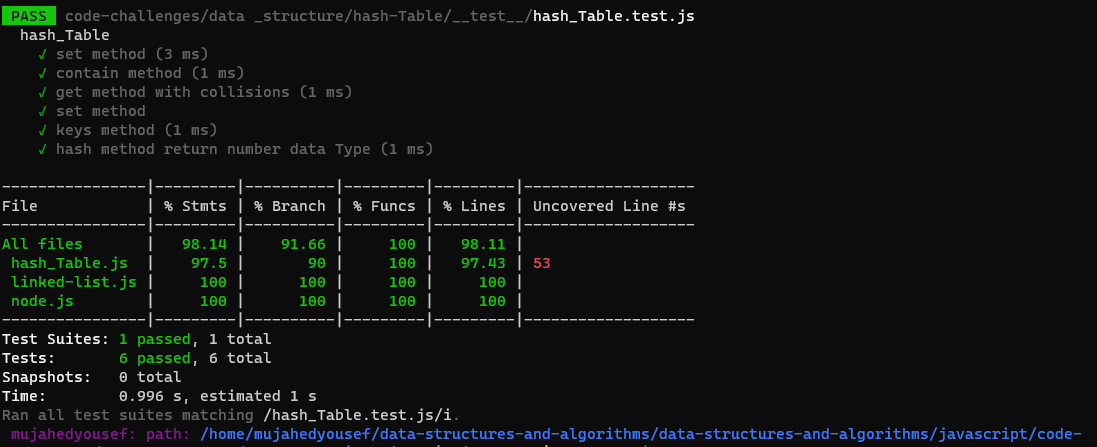 PASS code-challenges/data _structure/hash-Table/__test__/hash_Table.test.js
hash_Table
✓ set method (3 ms)
✓ contain method (1 ms)
✓ get method with collisions (1 ms)
✓ set method
✓ keys method (1 ms)
✓ hash method return number data Type (1 ms)
----------------|---------|----------|---------|---------|-------------------
File            | % Stmts | % Branch | % Funcs | % Lines | Uncovered Line #s
----------------|---------|----------|---------|---------|-------------------
All files       |   98.14 |    91.66 |     100 |   98.11 |
 hash_Table.js  |    97.5 |       90 |     100 |   97.43 | 53
 linked-list.js |     100 |      100 |     100 |     100 |
 node.js        |     100 |      100 |     100 |     100 |
----------------|---------|----------|---------|---------|-------------------
Test Suites: 1 passed, 1 total
Tests:       6 passed, 6 total
Snapshots:   0 total
Time:        0.996 s, estimated 1 s
Ran all test suites matching /hash_Table.test.js/i.
mujahedyousef: path: /home/mujahedyousef/data-structures-and-algorithms/data-structures-and-algorithms/javascript/code-